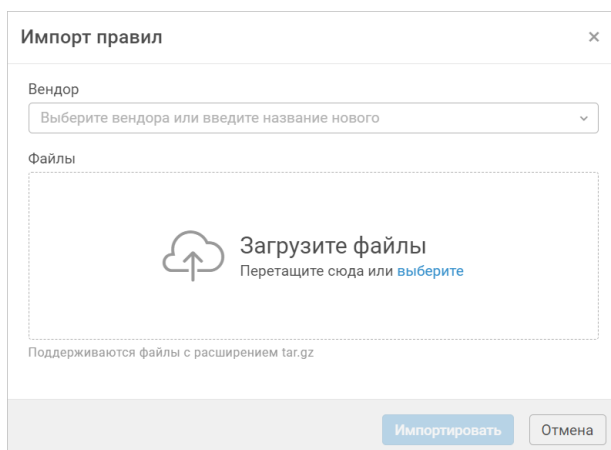 Импорт правил
Вендор
Выберите вендора или введите название нового
Файлы
Загрузите файлы
Перетащите сюда или выберите
Поддерживаются файлы с расширением tar.gz
Импортировать
Отмена